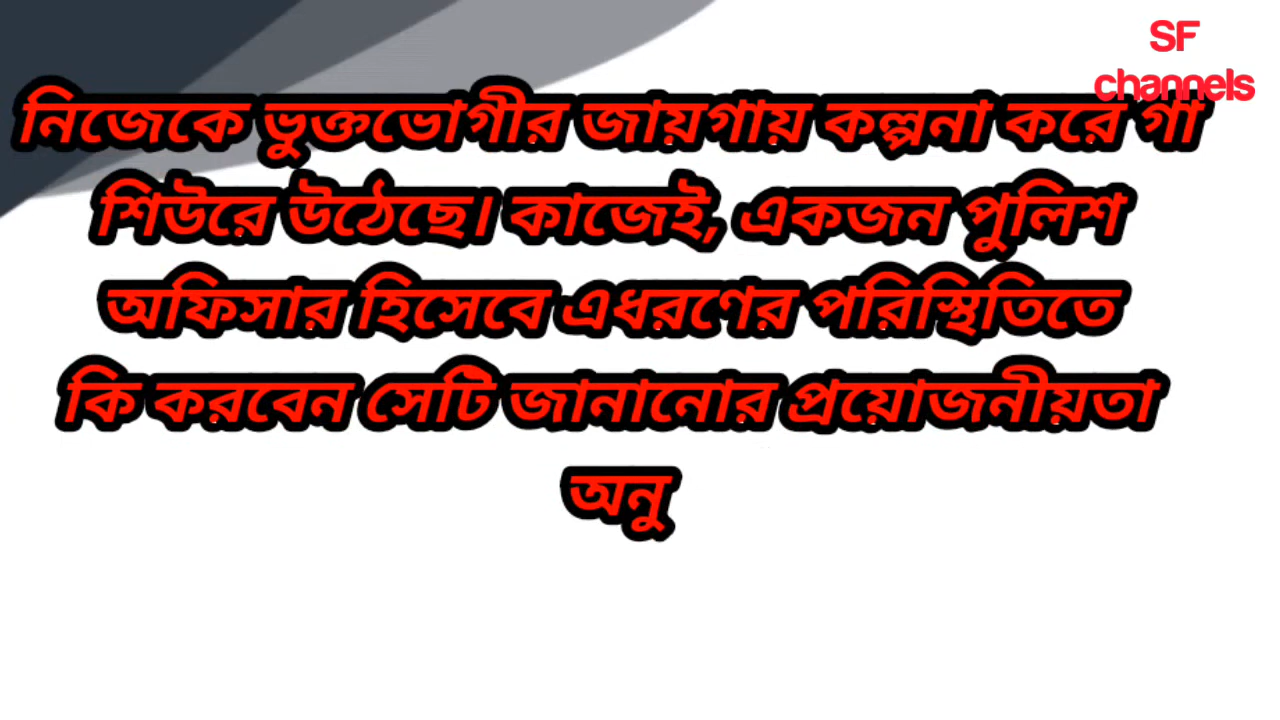 SF
channels
নিজেকে ভুক্তভোগীর জায়গায় কল্পনা করে গা
শিউরে উঠেছে। কাজেই, একজন পুলিশ
অফিসার হিসেবে এধরণের পরিস্থিতিতে
কি করবেন সেটি জানানোর প্রয়োজনীয়তা
অনু